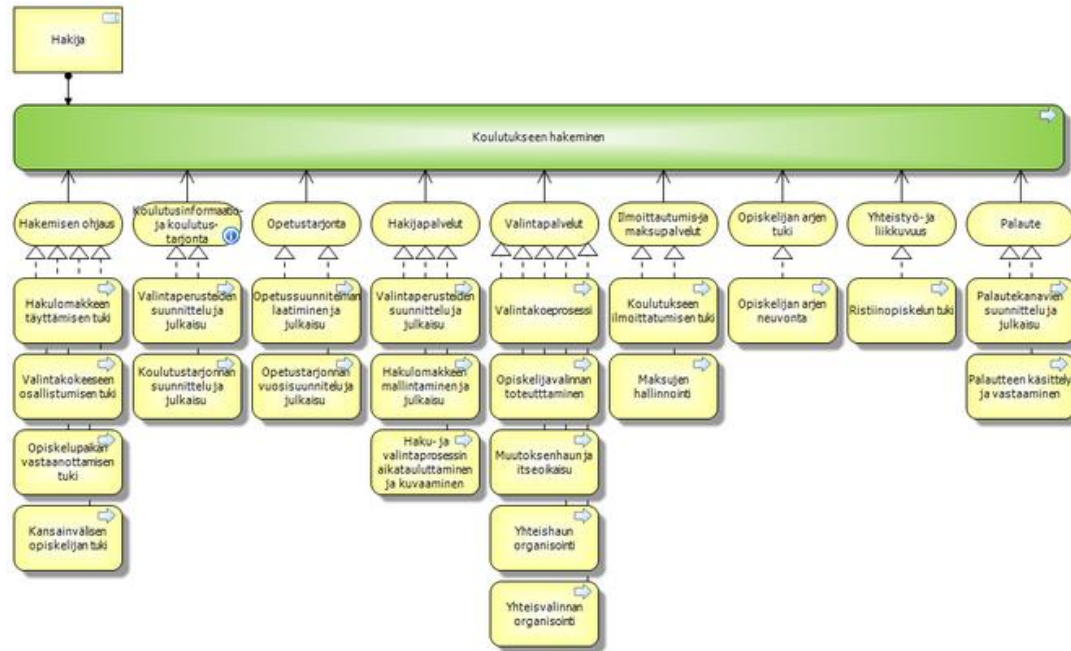 Hakija
Koulutukseen hakeminen
Hakemisen ohjaus
Koulutusinformaatio-
ja koulutus-
tarjonta
Opetustarjonta
Hakijapalvelut
Valintapalvelut
Ilmoittautumis-ja
maksupalvelut
Opiskelijan arjen
tuki
Yhteistyö- ja
liikkuvuus
Palaute
Hakulomakkeen
täyttämisen tuki
Valintaperusteiden
suunnittelu ja
julkaisu
Opetussuunnitelman
laatiminen ja
julkaisu
Valintaperusteiden
suunnittelu ja
julkaisu
Valintakoeprosessi
Koulutukseen
ilmoittatumisen tuki
Opiskelijan arjen
neuvonta
Ristiinopiskelun tuki
Palautekanavien
suunnittelu ja
julkaisu
Valintakokeeseen
osallistumisen tuki
Koulutustarjonnan
suunnittelu ja
julkaisu
Opetustarjonnan
vuosisuunnitelu ja
julkaisu
Hakulomakkeen
mallintaminen ja
julkaisu
Opiskelijavalinnan
toteutttaminen
Maksujen
hallinnointi
Palautteen käsittely
ja vastaaminen
Opiskelupaikan
vastaanottamisen
tuki
Haku- ja
valintaprosessin
aikatauluttaminen
ja kuvaaminen
Muutoksenhaun ja
itseoikaisu
Kansainvälisen
opiskelijan tuki
Yhteishaun
organisointi
Yhteisvalinnan
organisointi